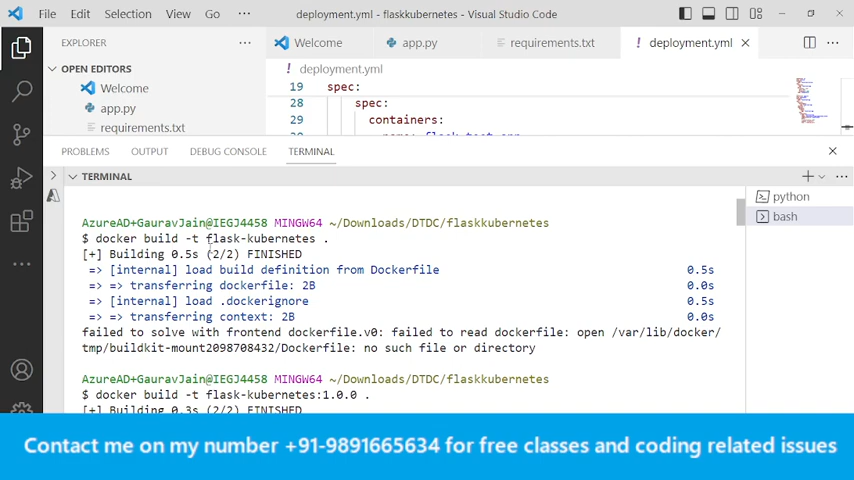 File Edit Selection View Go ··· deployment.yml - flaskkubernetes - Visual Studio Code
EXPLORER ··· Welcome app.py requirements.txt ! deployment.yml
OPEN EDITORS
! deployment.yml
Welcome
app.py
requirements.txt
19 spec:
28 spec:
29 containers:
PROBLEMS OUTPUT DEBUG CONSOLE TERMINAL
TERMINAL
python
bash
AzureAD+GauravJain@IEGJ4458 MINGW64 ~/Downloads/DTDC/flaskkubernetes
$ docker build -t flask-kubernetes .
[+] Building 0.5s (2/2) FINISHED
=> [internal] load build definition from Dockerfile 0.5s
=> => transferring dockerfile: 2B 0.0s
=> [internal] load .dockerignore 0.5s
=> => transferring context: 2B 0.0s
failed to solve with frontend dockerfile.v0: failed to read dockerfile: open /var/lib/docker/
tmp/buildkit-mount2098708432/Dockerfile: no such file or directory
AzureAD+GauravJain@IEGJ4458 MINGW64 ~/Downloads/DTDC/flaskkubernetes
$ docker build -t flask-kubernetes:1.0.0 .
[+] Building 0.3s (2/2) FINISHED
Contact me on my number +91-9891665634 for free classes and coding related issues